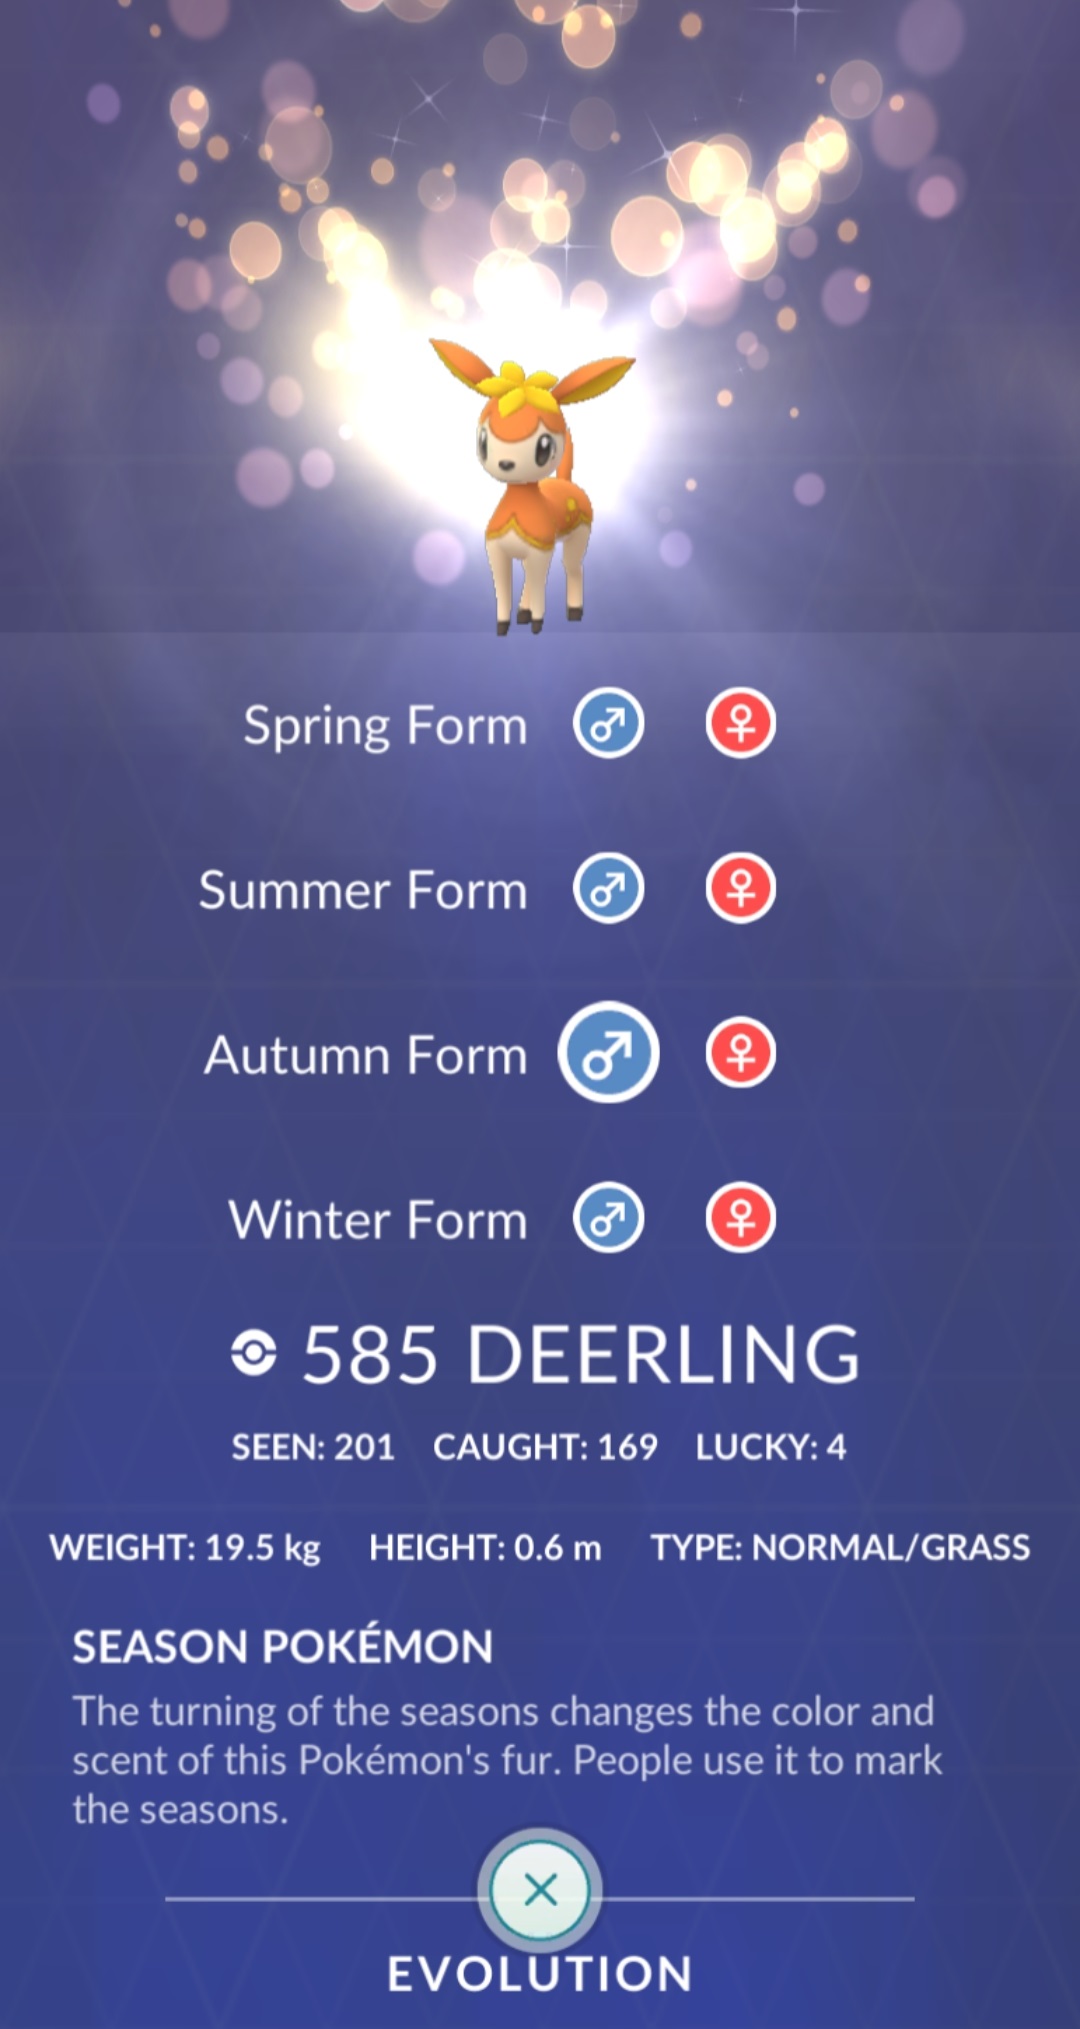 Spring Form ♂ ♀
Summer Form ♂ ♀
Autumn Form ♂ ♀
Winter Form ♂ ♀
585 DEERLING
SEEN: 201 CAUGHT: 169 LUCKY: 4
WEIGHT: 19.5 kg HEIGHT: 0.6 m TYPE: NORMAL/GRASS
SEASON POKÉMON
The turning of the seasons changes the color and
scent of this Pokémon's fur. People use it to mark
the seasons.
EVOLUTION